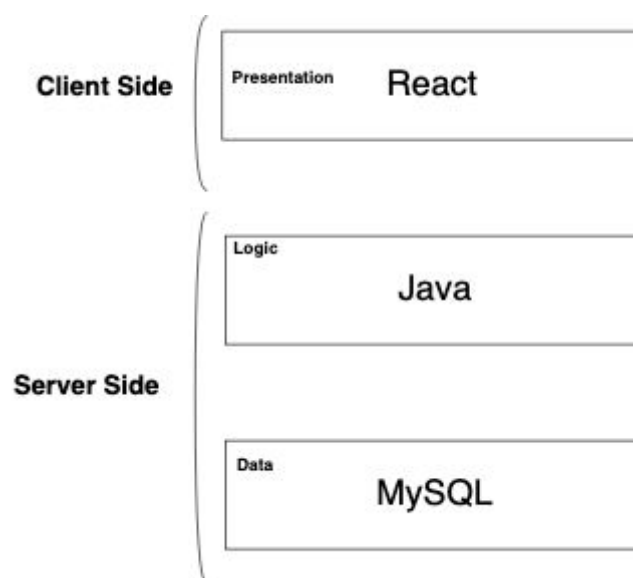 Client Side
Presentation
React
Logic
Java
Server Side
Data
MySQL